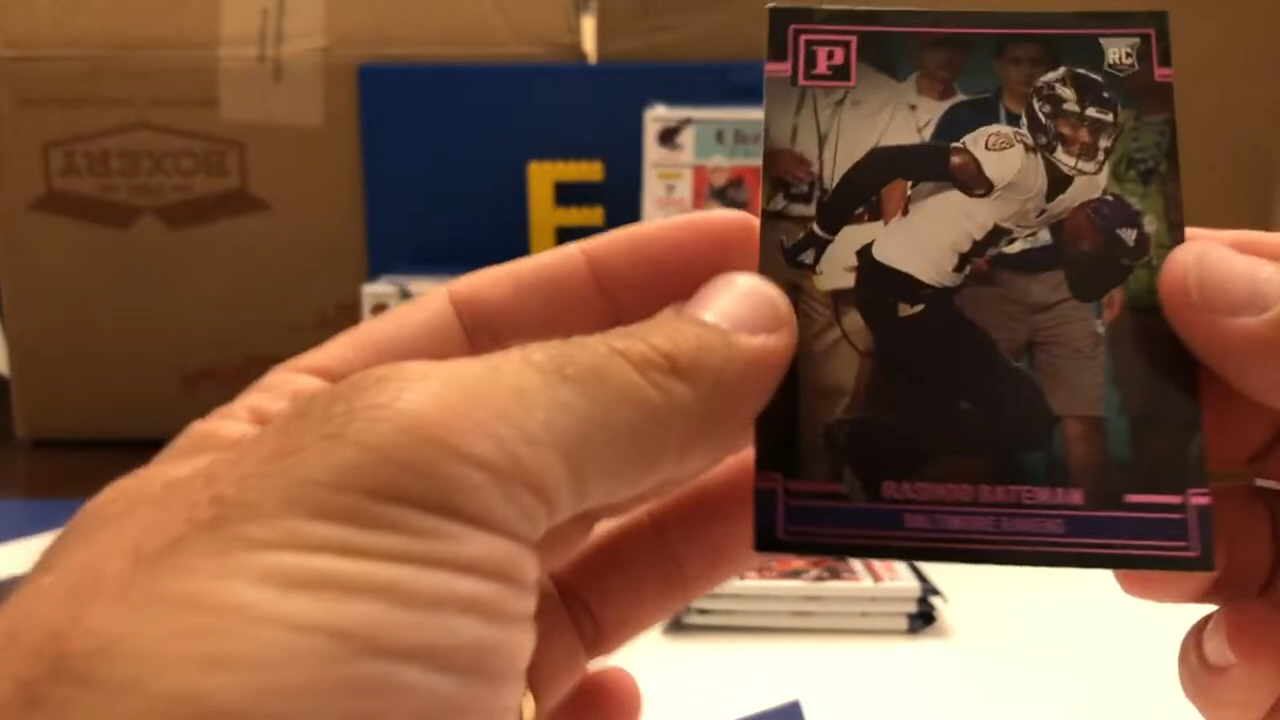 P
RC
BOXERY
E
RASHOD BATEMAN
BALTIMORE RAVENS